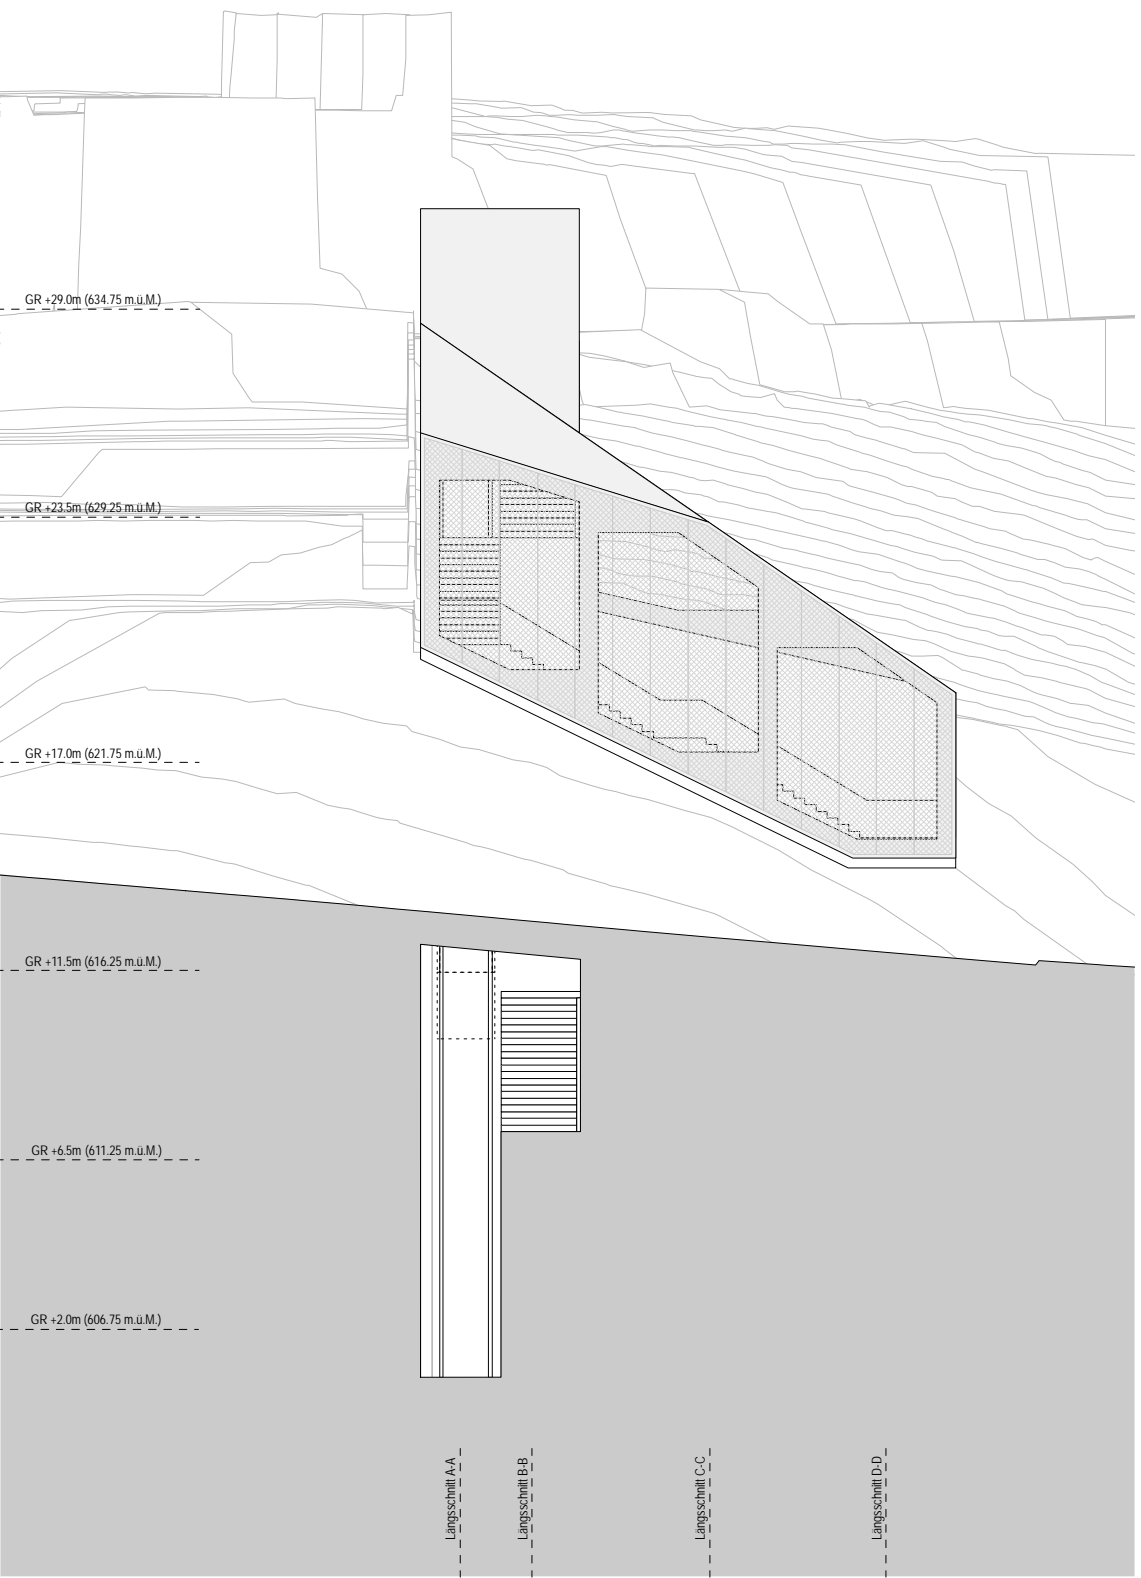 GR +29.0m (634.75 m.ü.M.)
GR +23.5m (629.25 m.ü.M.)
GR +17.0m (621.75 m.ü.M.)
GR +11.5m (616.25 m.ü.M.)
GR +6.5m (611.25 m.ü.M.)
GR +2.0m (606.75 m.ü.M.)
Längsschnitt A-A
Längsschnitt B-B
Längsschnitt C-C
Längsschnitt D-D